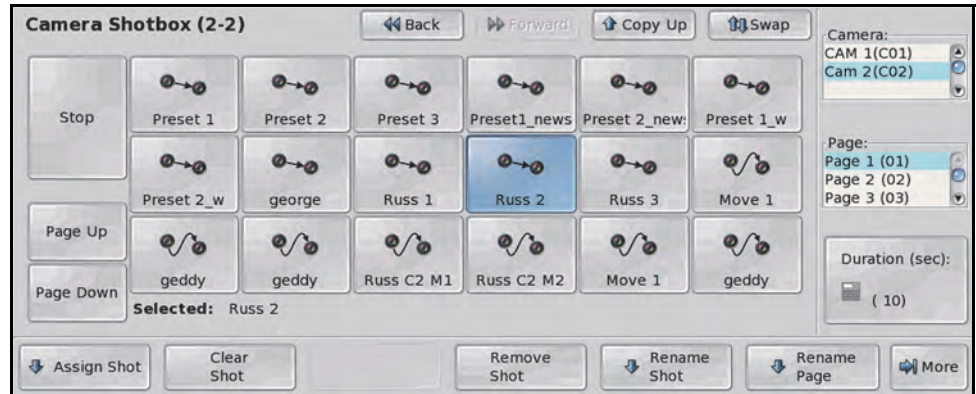 Camera Shotbox (2-2)
Back
Forward
Copy Up
Swap
Camera:
CAM 1(C01)
Cam 2(C02)
Stop
Preset 1
Preset 2
Preset 3
Preset1_news
Preset 2_new
Preset 1_w
Page:
Page 1 (01)
Page 2 (02)
Page 3 (03)
Preset 2_w
george
Russ 1
Russ 2
Russ 3
Move 1
Page Up
Page Down
geddy
geddy
Russ C2 M1
Russ C2 M2
Move 1
geddy
Duration (sec):
( 10)
Selected: Russ 2
Assign Shot
Clear
Shot
Remove
Shot
Rename
Shot
Rename
Page
More